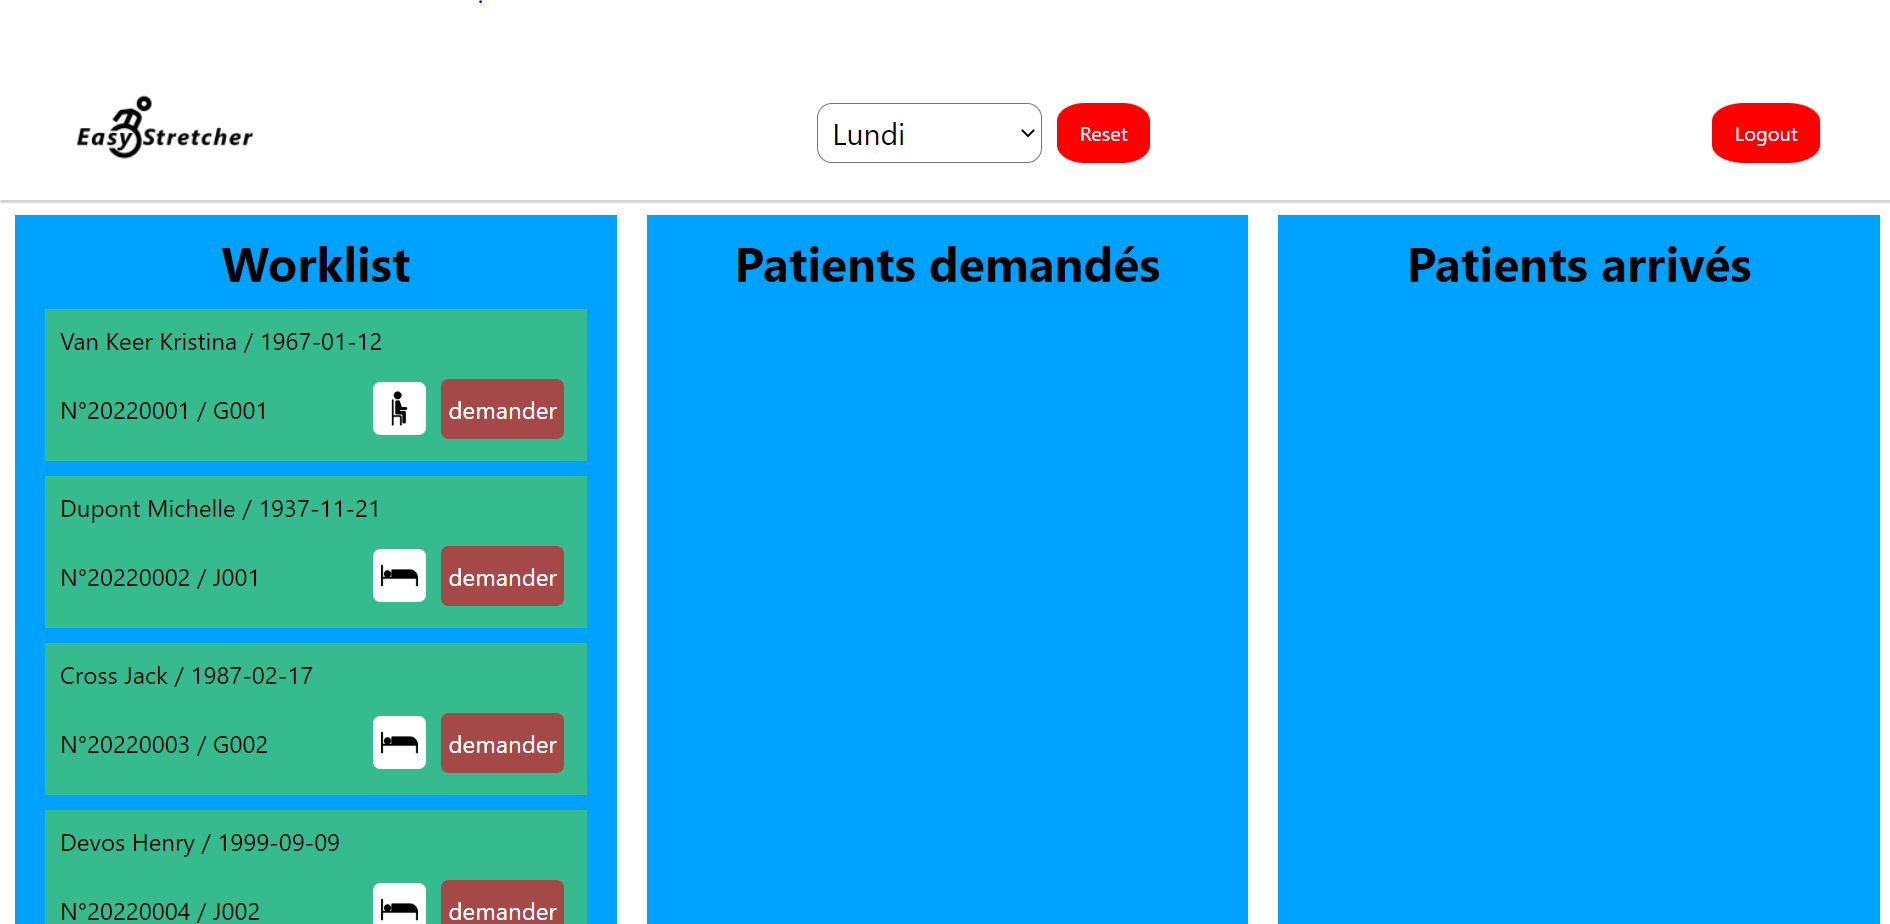 Easy Stretcher
Lundi
Reset
Logout
Worklist
Van Keer Kristina / 1967-01-12
N°20220001 / G001
demander
Dupont Michelle / 1937-11-21
N°20220002 / J001
demander
Cross Jack / 1987-02-17
N°20220003 / G002
demander
Devos Henry / 1999-09-09
N°20220004 / J002
demander
Patients demandés
Patients arrivés